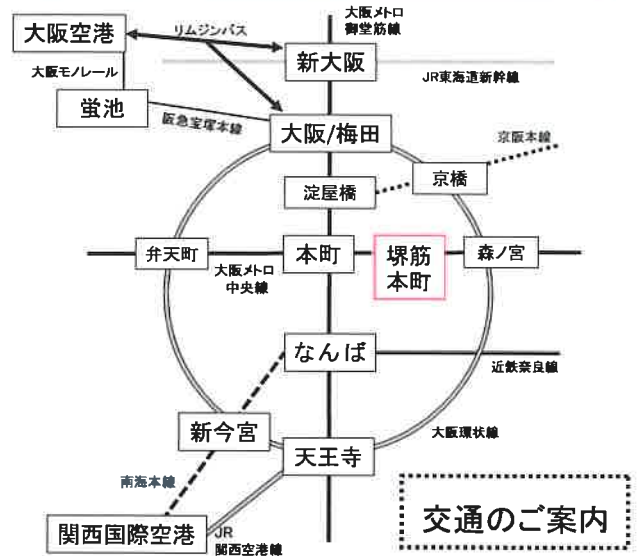 大阪メトロ
御堂筋線
大阪空港
リムジンバス
新大阪
大阪モノレール
JR東海道新幹線
蛍池
阪急宝塚本線
大阪/梅田
京阪本線
京橋
淀屋橋
弁天町
大阪メトロ
中央線
本町
堺筋
本町
森ノ宮
なんば
近鉄奈良線
新今宮
大阪環状線
天王寺
南海本線
関西国際空港
JR
関西空港線
交通のご案内